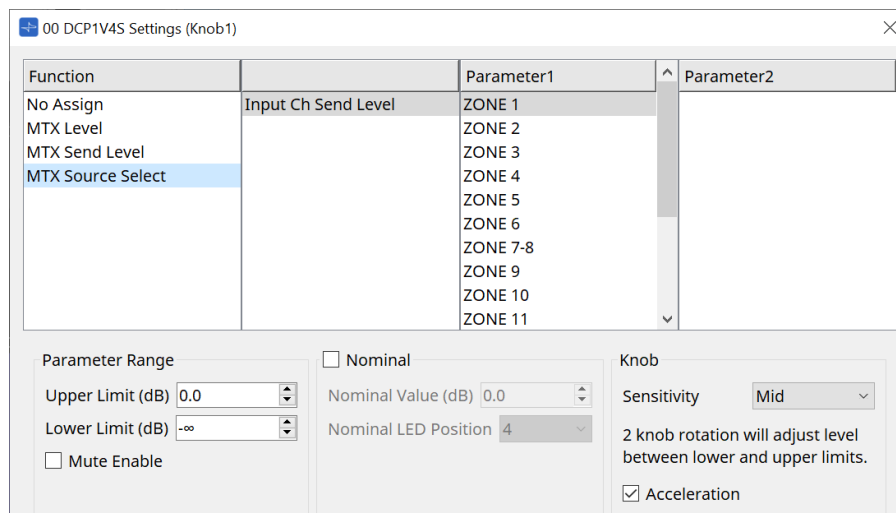 00 DCP1V4S Settings (Knob1)
Function
Parameter1
Parameter2
No Assign
MTX Level
MTX Send Level
MTX Source Select
Input Ch Send Level
ZONE 1
ZONE 2
ZONE 3
ZONE 4
ZONE 5
ZONE 6
ZONE 7-8
ZONE 9
ZONE 10
ZONE 11
Parameter Range
Upper Limit (dB) 0.0
Lower Limit (dB) -∞
Mute Enable
Nominal
Nominal Value (dB) 0.0
Nominal LED Position 4
Knob
Sensitivity Mid
2 knob rotation will adjust level
between lower and upper limits.
Acceleration